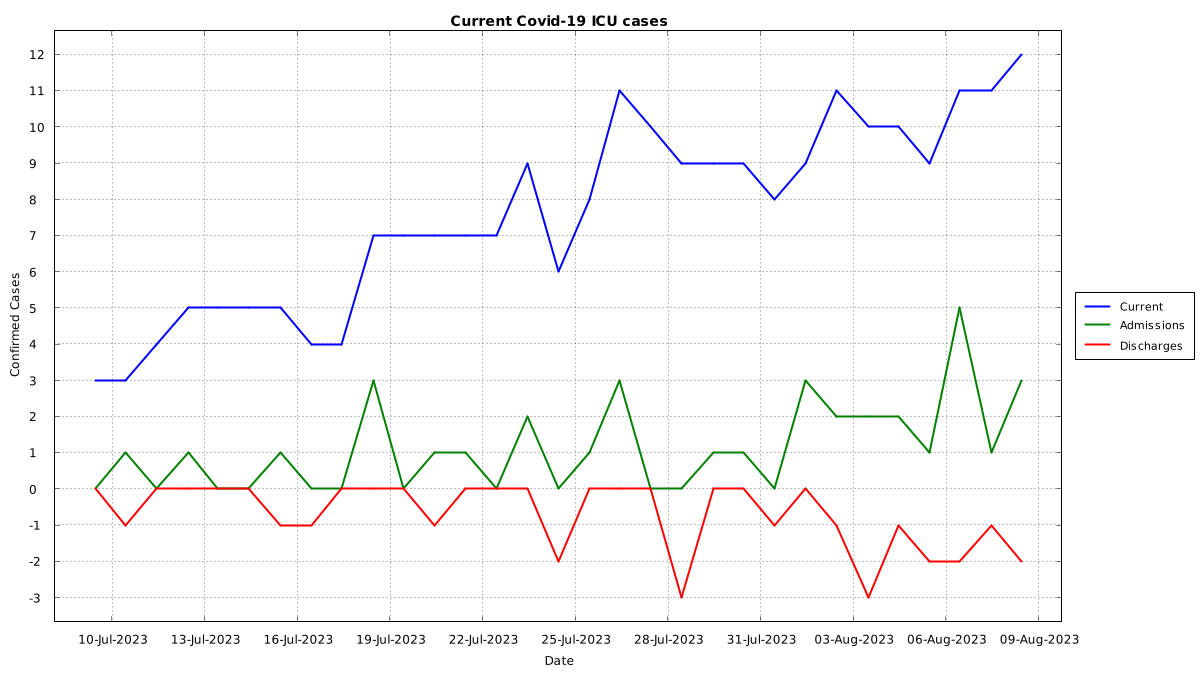 Current Covid-19 ICU cases
12
11
10
9
8
7
6
5
4
3
2
1
0
-1
-2
-3
Confirmed Cases
10-Jul-2023 13-Jul-2023 16-Jul-2023 19-Jul-2023 22-Jul-2023 25-Jul-2023 28-Jul-2023 31-Jul-2023 03-Aug-2023 06-Aug-2023 09-Aug-2023
Date
Current
Admissions
Discharges